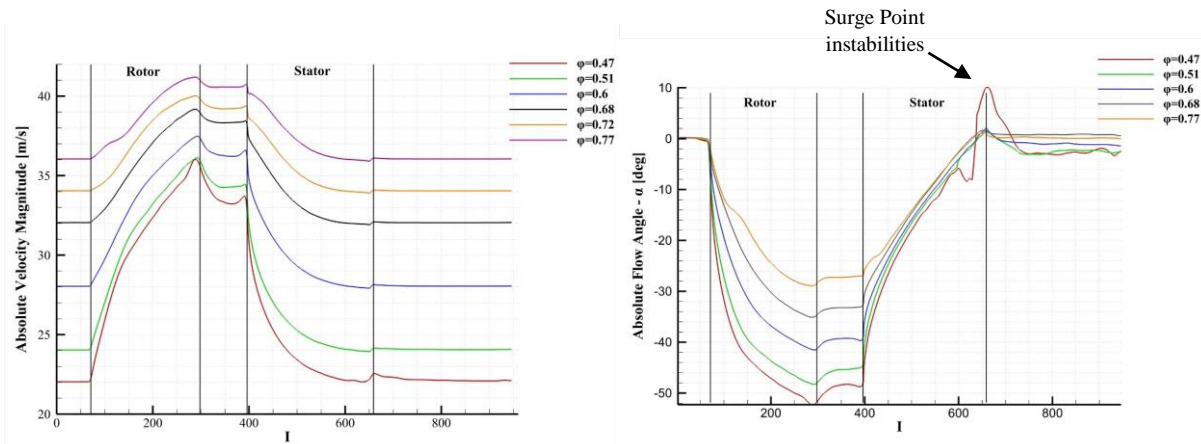 Surge Point
instabilities
Rotor
Stator
φ=0.47
φ=0.51
φ=0.6
φ=0.68
φ=0.72
φ=0.77
40
35
30
25
20
Absolute Velocity Magnitude [m/s]
0
200
400
600
800
I
Rotor
Stator
φ=0.47
φ=0.51
φ=0.6
φ=0.68
φ=0.77
10
0
-10
-20
-30
-40
-50
Absolute Flow Angle - α [deg]
200
400
600
800
I